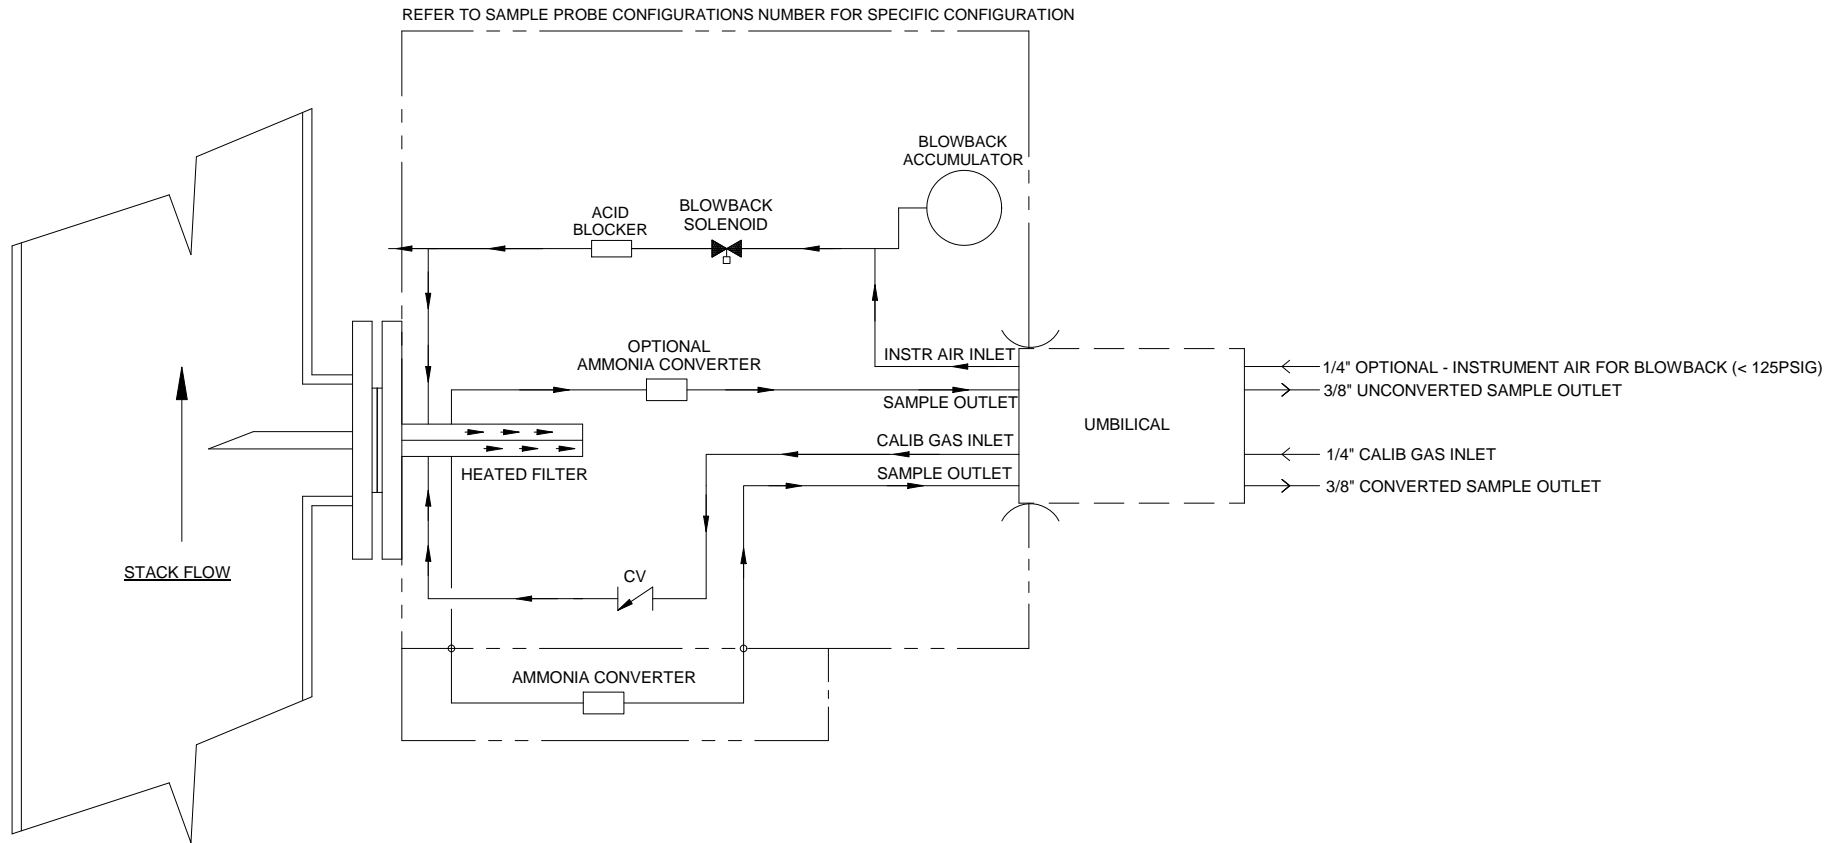 REFER TO SAMPLE PROBE CONFIGURATIONS NUMBER FOR SPECIFIC CONFIGURATION
BLOWBACK
ACCUMULATOR
BLOWBACK
SOLENOID
ACID
BLOCKER
OPTIONAL
AMMONIA CONVERTER
INSTR AIR INLET
1/4" OPTIONAL - INSTRUMENT AIR FOR BLOWBACK (< 125PSIG)
3/8" UNCONVERTED SAMPLE OUTLET
SAMPLE OUTLET
UMBILICAL
CALIB GAS INLET
1/4" CALIB GAS INLET
HEATED FILTER
SAMPLE OUTLET
3/8" CONVERTED SAMPLE OUTLET
STACK FLOW
CV
AMMONIA CONVERTER